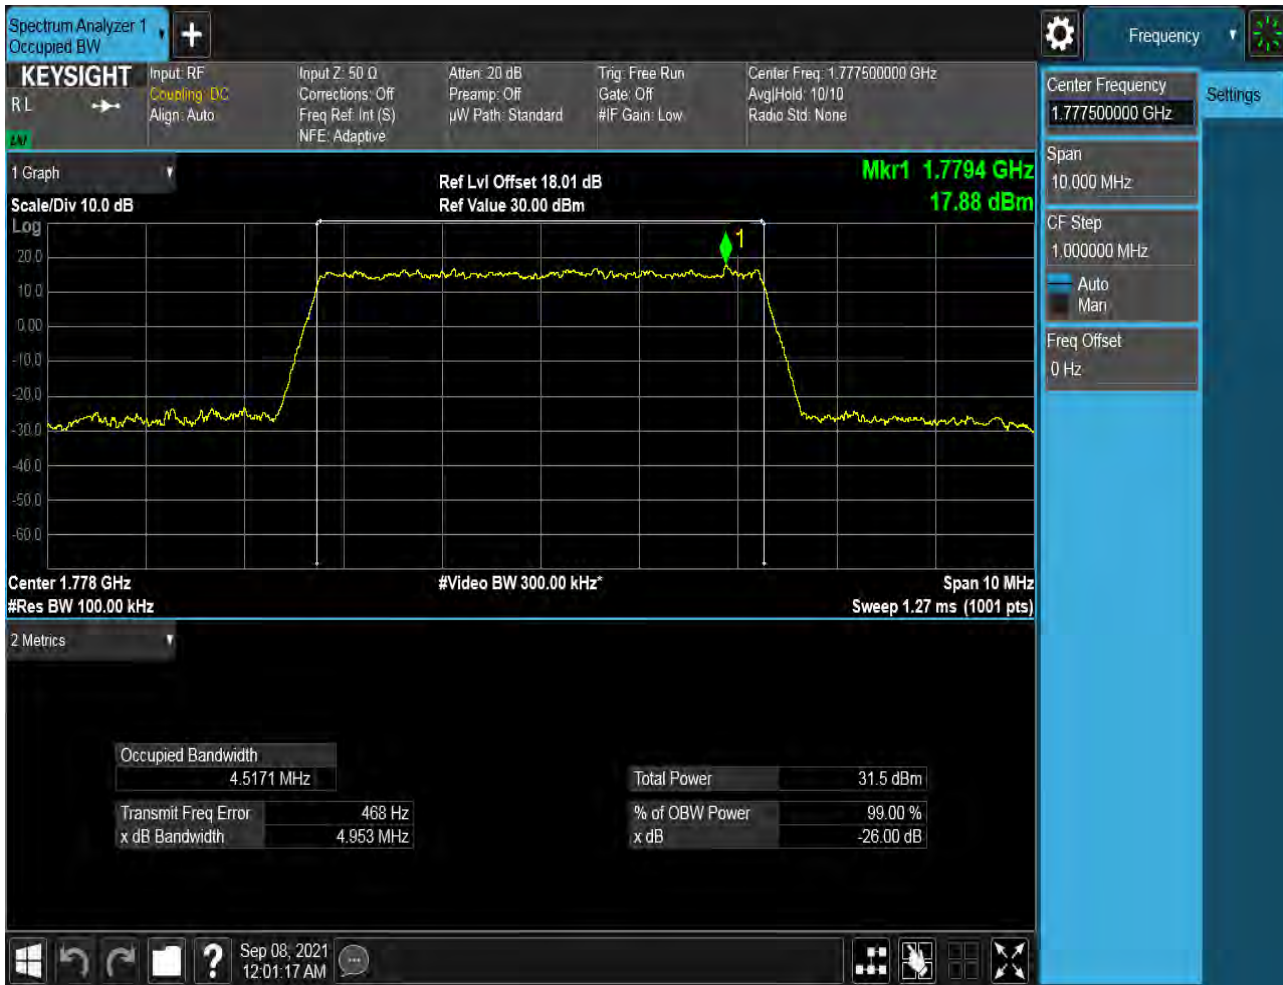 Spectrum Analyzer 1
Occupied BW
Frequency
KEYSIGHT
R L
Input: RF
Coupling: DC
Align: Auto
Input Z: 50 Ω
Corrections: Off
Freq Ref: Int (S)
NFE: Adaptive
Atten: 20 dB
Preamp: Off
µW Path: Standard
Trig: Free Run
Gate: Off
#IF Gain: Low
Center Freq: 1.777500000 GHz
Avg|Hold: 10/10
Radio Std: None
Center Frequency
1.777500000 GHz
Settings
Span
10.000 MHz
CF Step
1.000000 MHz
Auto
Man
Freq Offset
0 Hz
1 Graph
Scale/Div 10.0 dB
Ref Lvl Offset 18.01 dB
Ref Value 30.00 dBm
Mkr1 1.7794 GHz
17.88 dBm
Log
20.0
10.0
0.00
-10.0
-20.0
-30.0
-40.0
-50.0
-60.0
1
Center 1.778 GHz
#Res BW 100.00 kHz
#Video BW 300.00 kHz*
Span 10 MHz
Sweep 1.27 ms (1001 pts)
2 Metrics
Occupied Bandwidth
4.5171 MHz
Transmit Freq Error 468 Hz
x dB Bandwidth 4.953 MHz
Total Power 31.5 dBm
% of OBW Power 99.00 %
x dB -26.00 dB
?
Sep 08, 2021
12:01:17 AM